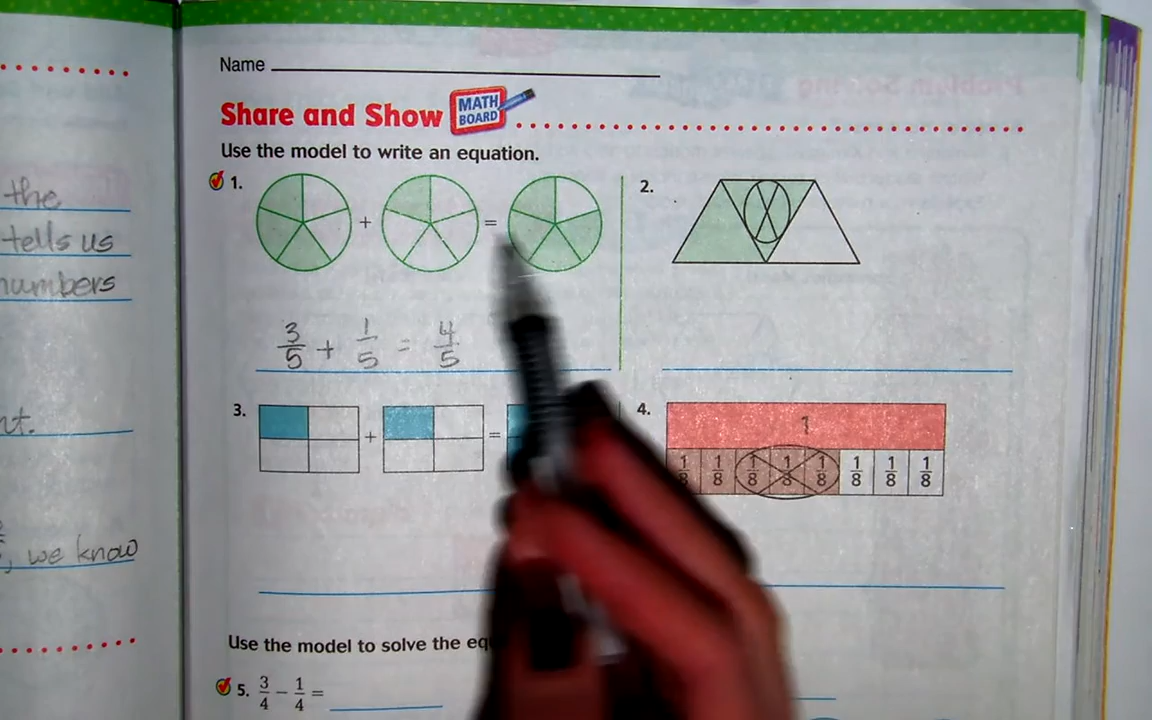 the
tells us
numbers
nt.
, we know
Name
Share and Show MATH BOARD
Use the model to write an equation.
1. + =
2.
3/5 + 1/5 = 4/5
3. + =
4. 1
1/8 1/8 1/8 1/8 1/8 1/8 1/8 1/8
Use the model to solve the eq
5. 3/4 - 1/4 =